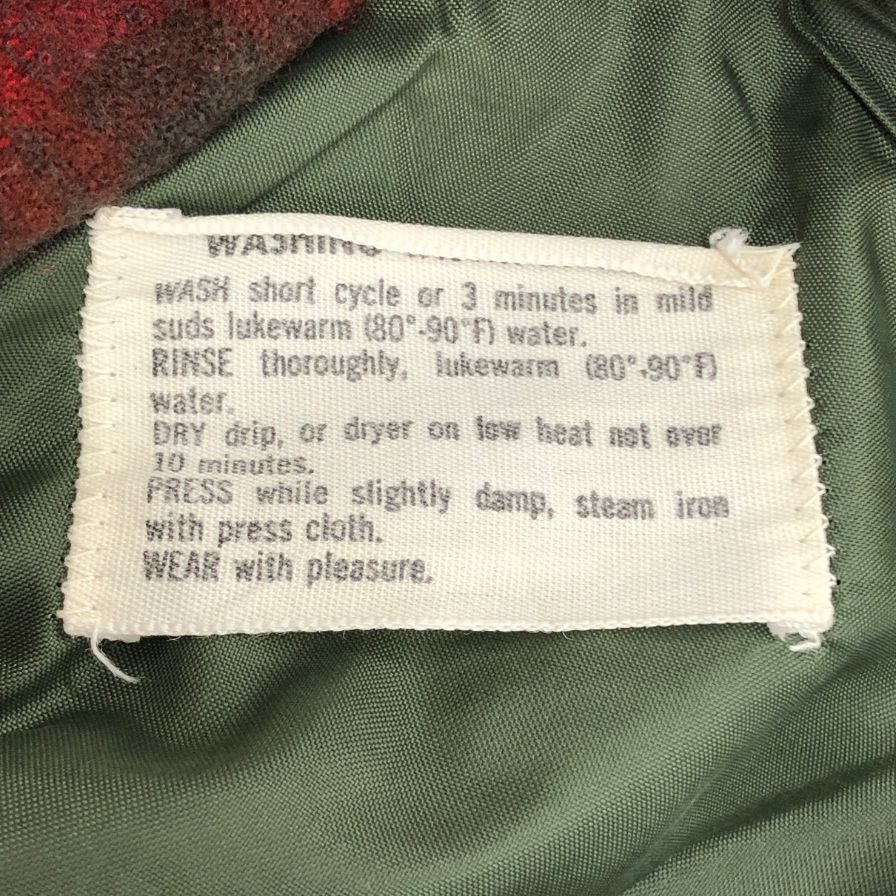 WASHING
WASH short cycle or 3 minutes in mild
suds lukewarm (80°-90°F) water.
RINSE thoroughly, lukewarm (80°-90°F)
water.
DRY drip, or dryer on low heat not over
10 minutes.
PRESS while slightly damp, steam iron
with press cloth.
WEAR with pleasure.